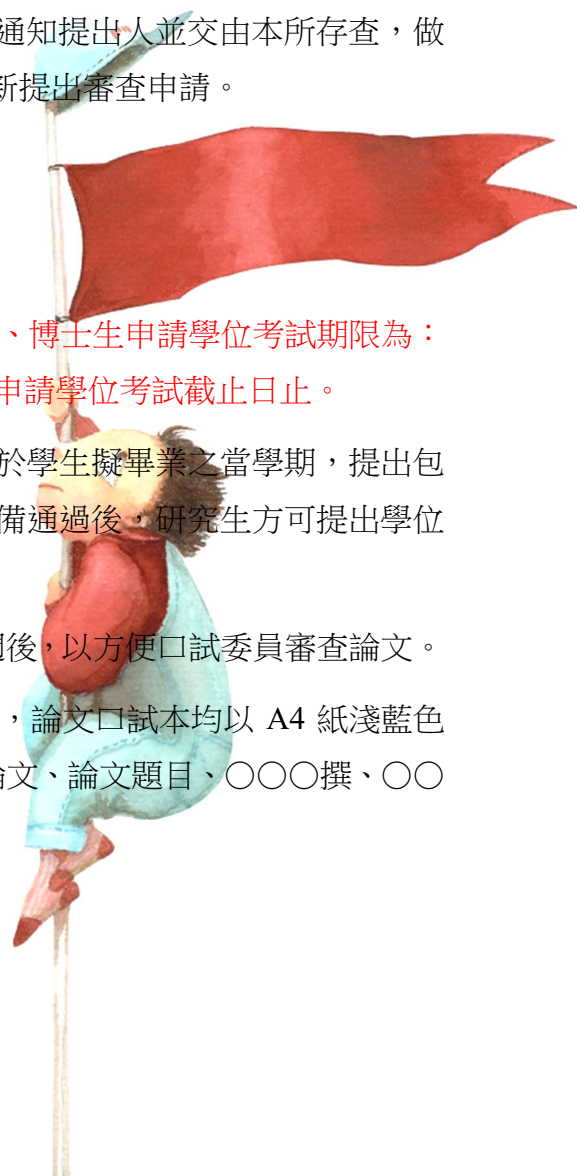 通知提出人並交由本所存查，做
新提出審查申請。
、博士生申請學位考試期限為：
申請學位考試截止日止。
於學生擬畢業之當學期，提出包
備通過後，研究生方可提出學位
後，以方便口試委員審查論文。
，論文口試本均以 A4 紙淺藍色
論文、論文題目、○○○撰、○○